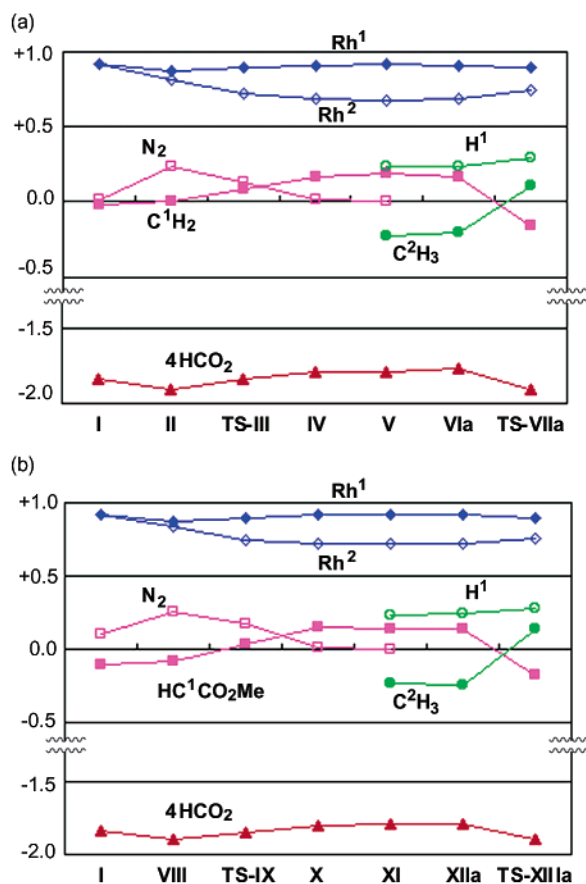 (a)
+1.0
Rh¹
Rh²
+0.5
N₂
H¹
0.0
C¹H₂
C²H₃
-0.5
-1.5
4HCO₂
-2.0
I II TS-III IV V VIa TS-VIIa
(b)
+1.0
Rh¹
Rh²
+0.5
N₂
H¹
0.0
HC¹CO₂Me
C²H₃
-0.5
-1.5
4HCO₂
-2.0
I VIII TS-IX X XI XIIa TS-XIIIa